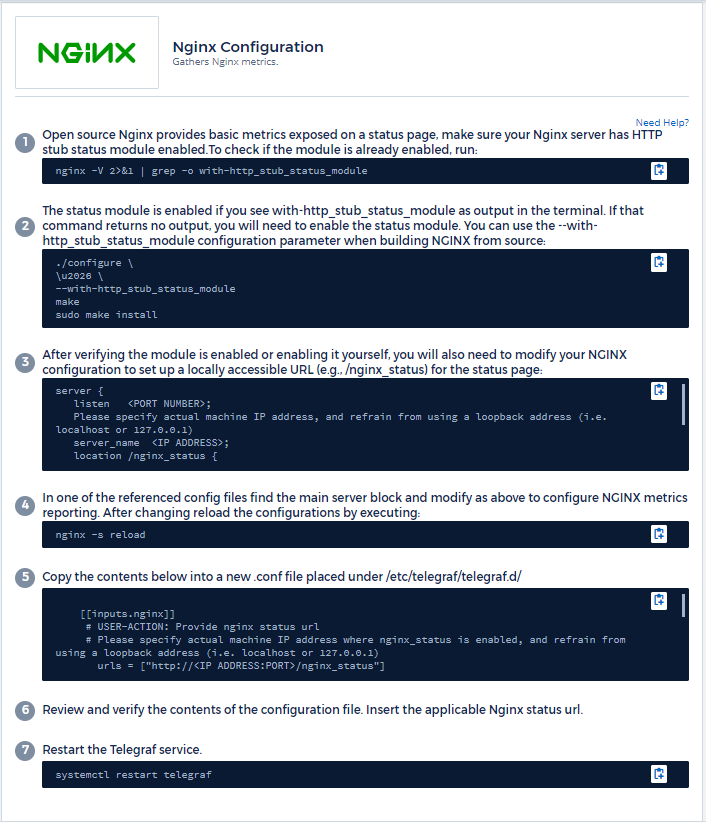 NGINX
Nginx Configuration
Gathers Nginx metrics.
Need Help?
1
Open source Nginx provides basic metrics exposed on a status page, make sure your Nginx server has HTTP
stub status module enabled.To check if the module is already enabled, run:
nginx -V 2>&1 | grep -o with-http_stub_status_module
2
The status module is enabled if you see with-http_stub_status_module as output in the terminal. If that
command returns no output, you will need to enable the status module. You can use the --with-
http_stub_status_module configuration parameter when building NGINX from source:
./configure \
\u2026 \
--with-http_stub_status_module
make
sudo make install
3
After verifying the module is enabled or enabling it yourself, you will also need to modify your NGINX
configuration to set up a locally accessible URL (e.g., /nginx_status) for the status page:
server {
listen   <PORT NUMBER>;
Please specify actual machine IP address, and refrain from using a loopback address (i.e.
localhost or 127.0.0.1)
server_name  <IP ADDRESS>;
location /nginx_status {
4
In one of the referenced config files find the main server block and modify as above to configure NGINX metrics
reporting. After changing reload the configurations by executing:
nginx -s reload
5
Copy the contents below into a new .conf file placed under /etc/telegraf/telegraf.d/
[[inputs.nginx]]
# USER-ACTION: Provide nginx status url
# Please specify actual machine IP address where nginx_status is enabled, and refrain from
using a loopback address (i.e. localhost or 127.0.0.1)
urls = ["http://<IP ADDRESS:PORT>/nginx_status"]
6
Review and verify the contents of the configuration file. Insert the applicable Nginx status url.
7
Restart the Telegraf service.
systemctl restart telegraf